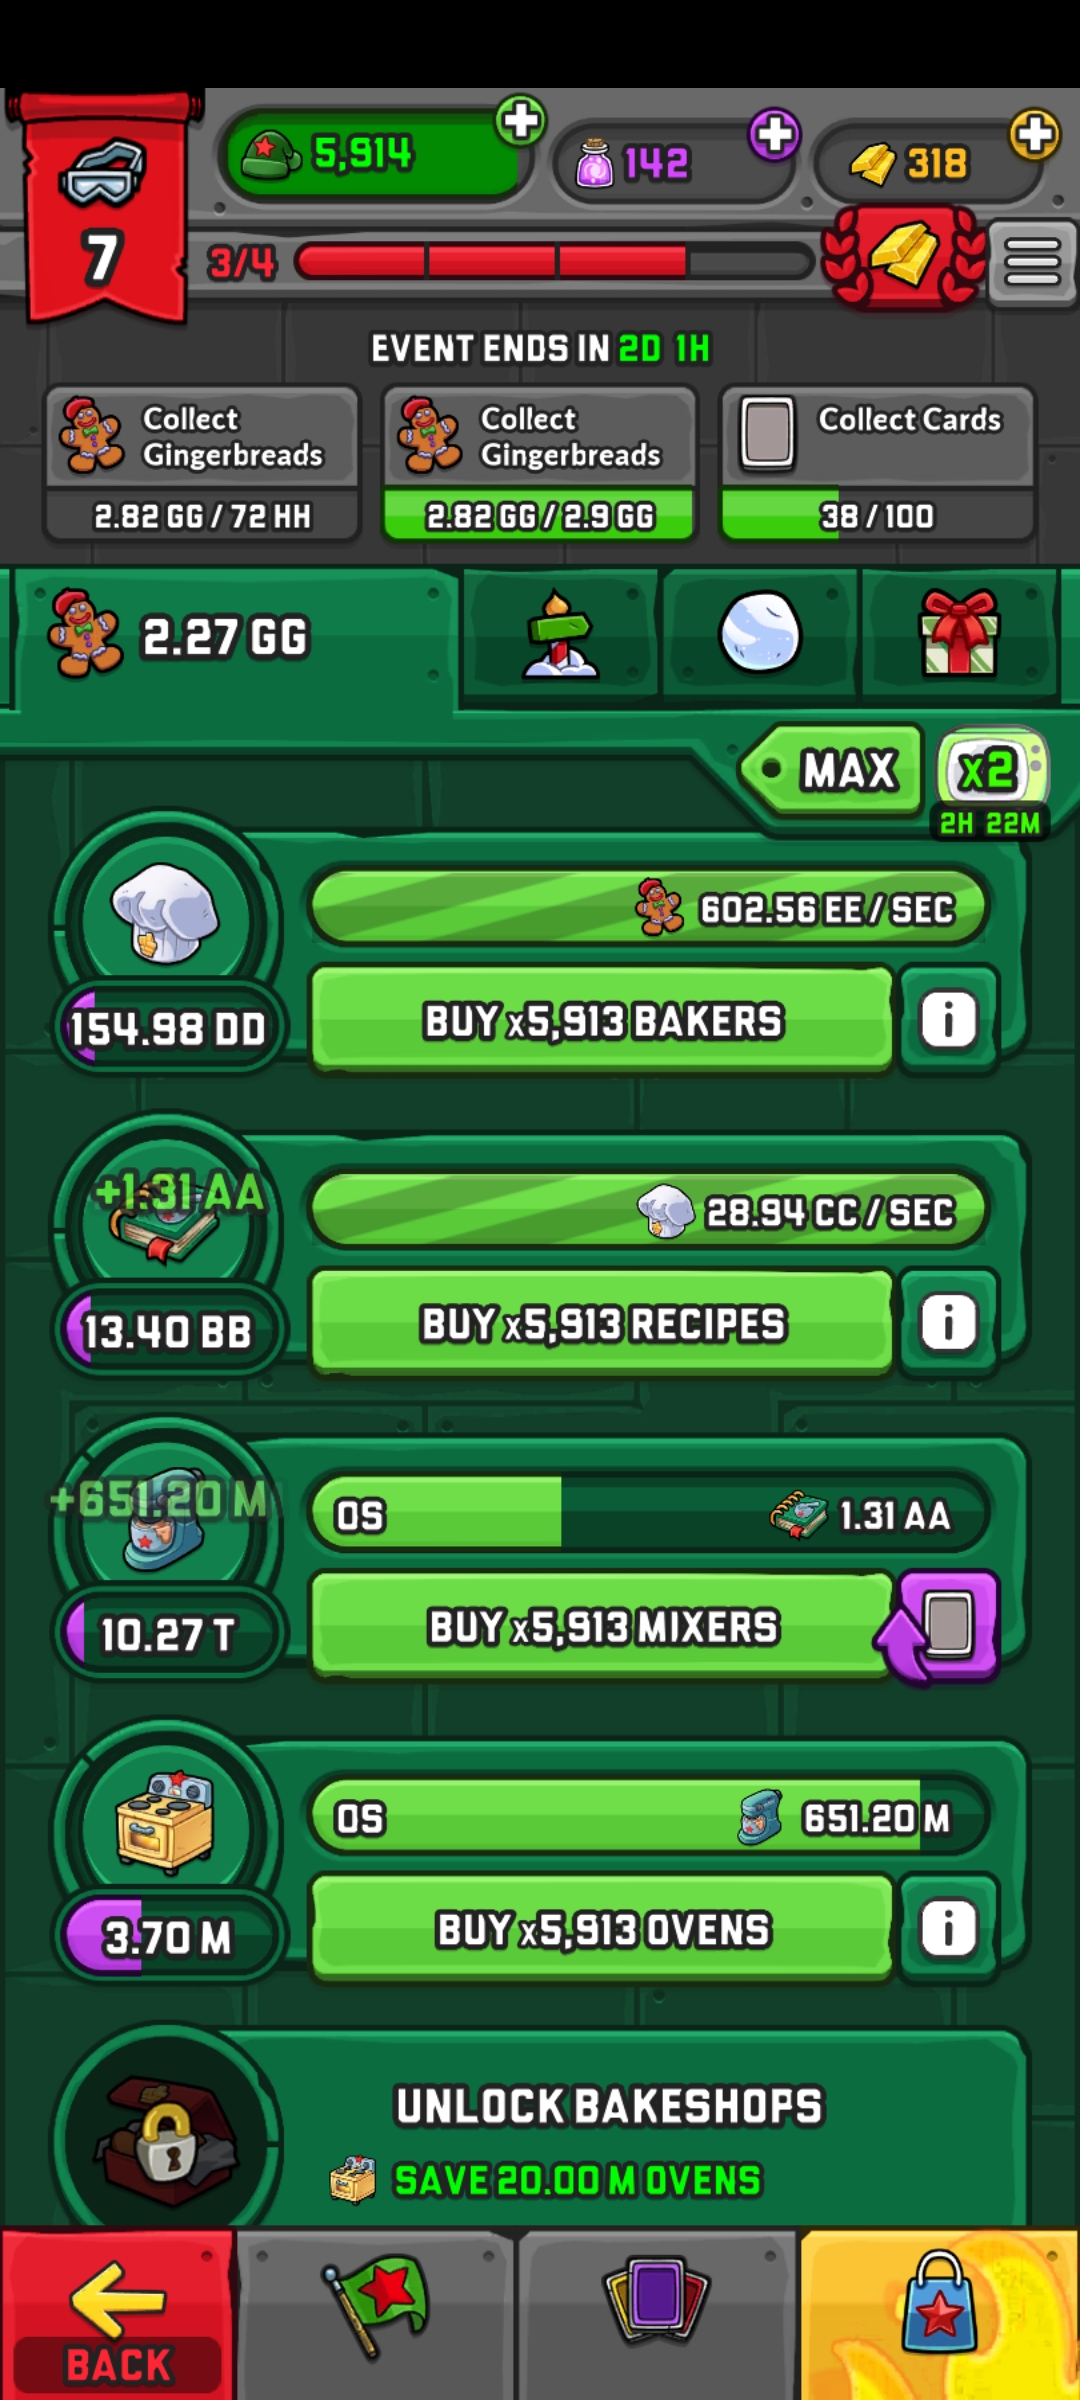 5,914
142
318
7
3/4
EVENT ENDS IN 2D 1H
Collect
Gingerbreads
2.82 GG / 72 HH
Collect
Gingerbreads
2.82 GG / 2.9 GG
Collect Cards
38 / 100
2.27 GG
MAX
x2
2H 22M
602.56 EE / SEC
154.98 DD
BUY x5,913 BAKERS
i
+1.31 AA
28.94 CC / SEC
13.40 BB
BUY x5,913 RECIPES
i
+651.20 M
0S
1.31 AA
10.27 T
BUY x5,913 MIXERS
0S
651.20 M
3.70 M
BUY x5,913 OVENS
i
UNLOCK BAKESHOPS
SAVE 20.00 M OVENS
BACK